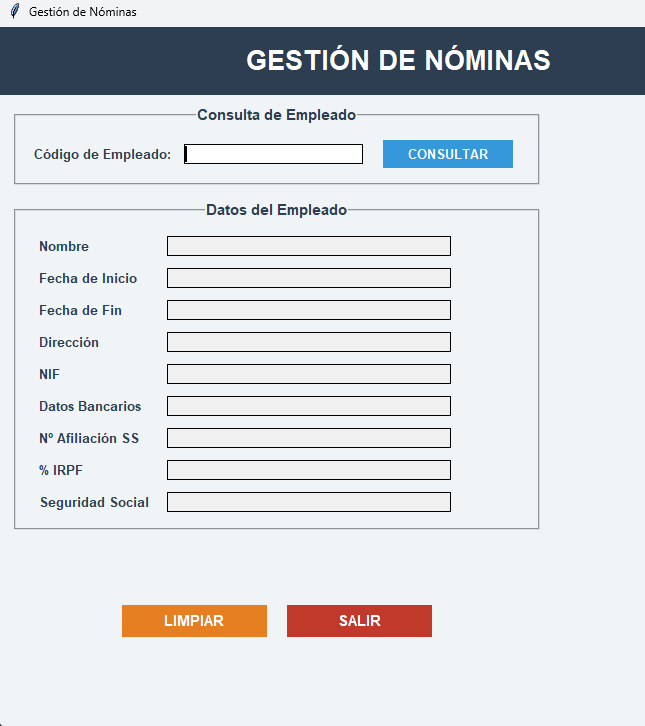 Gestión de Nóminas
GESTIÓN DE NÓMINAS
Consulta de Empleado
Código de Empleado:
CONSULTAR
Datos del Empleado
Nombre
Fecha de Inicio
Fecha de Fin
Dirección
NIF
Datos Bancarios
Nº Afiliación SS
% IRPF
Seguridad Social
LIMPIAR
SALIR